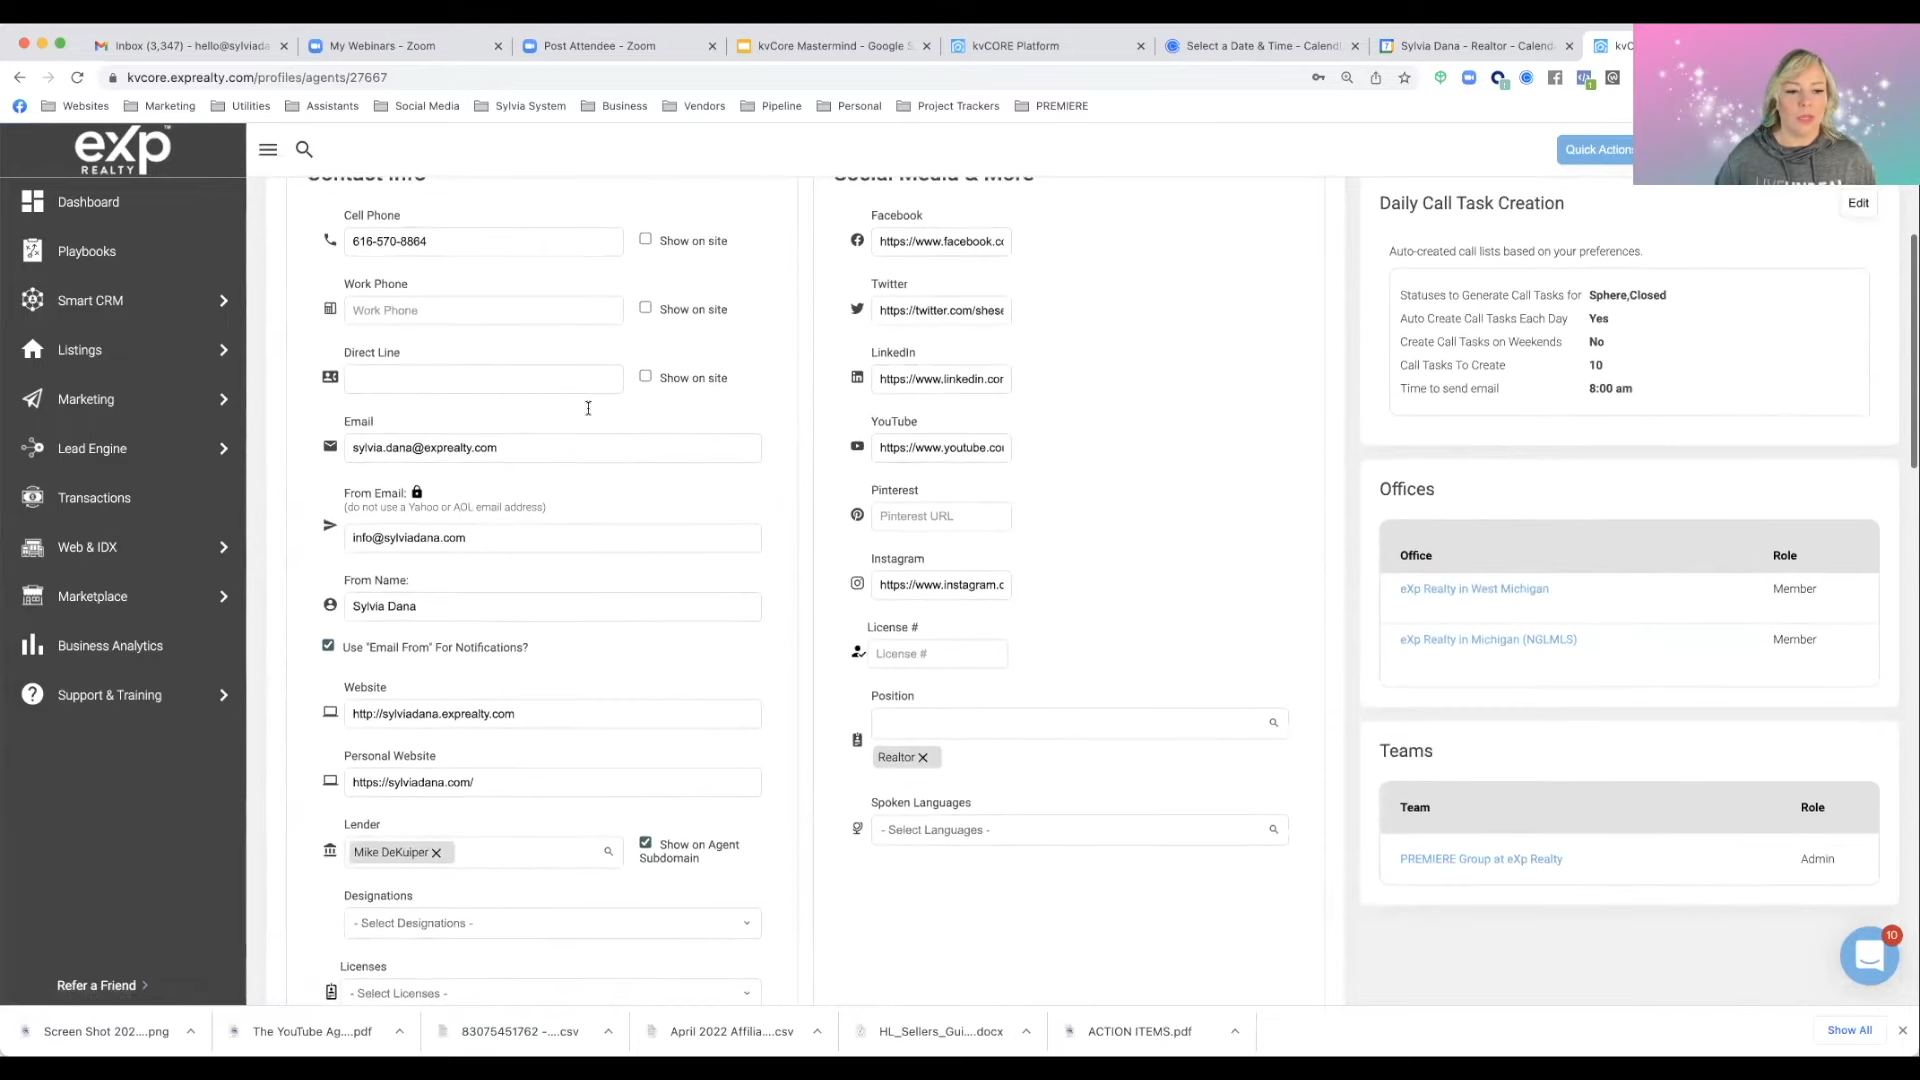 Inbox (3,347) - hello@sylviada
My Webinars - Zoom
Post Attendee - Zoom
kvCore Mastermind - Google S
kvCORE Platform
Select a Date & Time - Calend
Sylvia Dana - Realtor - Calend
kvC
kvcore.exprealty.com/profiles/agents/27667
Websites
Marketing
Utilities
Assistants
Social Media
Sylvia System
Business
Vendors
Pipeline
Personal
Project Trackers
PREMIERE
eXp
REALTY
Quick Actions
Dashboard
Playbooks
Smart CRM
Listings
Marketing
Lead Engine
Transactions
Web & IDX
Marketplace
Business Analytics
Support & Training
Refer a Friend
Contact Info
Cell Phone
616-570-8864
Show on site
Work Phone
Work Phone
Show on site
Direct Line
Show on site
Email
sylvia.dana@exprealty.com
From Email:
(do not use a Yahoo or AOL email address)
info@sylviadana.com
From Name:
Sylvia Dana
Use "Email From" For Notifications?
Website
http://sylviadana.exprealty.com
Personal Website
https://sylviadana.com/
Lender
Mike DeKuiper
Show on Agent
Subdomain
Designations
- Select Designations -
Licenses
- Select Licenses -
Social Media & More
Facebook
https://www.facebook.cc
Twitter
https://twitter.com/shese
LinkedIn
https://www.linkedin.cor
YouTube
https://www.youtube.co
Pinterest
Pinterest URL
Instagram
https://www.instagram.c
License #
License #
Position
Realtor
Spoken Languages
- Select Languages -
Daily Call Task Creation
Edit
Auto-created call lists based on your preferences.
Statuses to Generate Call Tasks for Sphere,Closed
Auto Create Call Tasks Each Day Yes
Create Call Tasks on Weekends No
Call Tasks To Create 10
Time to send email 8:00 am
Offices
Office Role
eXp Realty in West Michigan Member
eXp Realty in Michigan (NGLMLS) Member
Teams
Team Role
PREMIERE Group at eXp Realty Admin
10
Screen Shot 202....png
The YouTube Ag....pdf
83075451762 -....csv
April 2022 Affilia....csv
HL_Sellers_Gui....docx
ACTION ITEMS.pdf
Show All